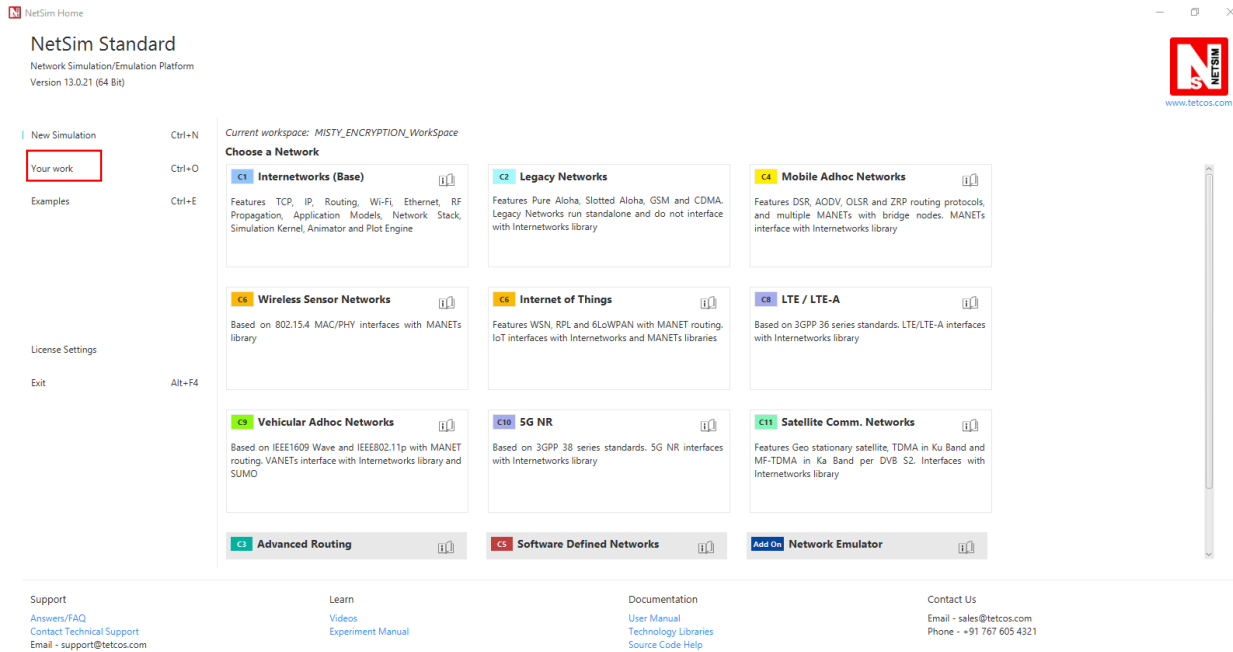 NetSim Home
NetSim Standard
Network Simulation/Emulation Platform
Version 13.0.21 (64 Bit)
NETSIM
www.tetcos.com
New Simulation Ctrl+N
Your work Ctrl+O
Examples Ctrl+E
License Settings
Exit Alt+F4
Current workspace: MISTY_ENCRYPTION_WorkSpace
Choose a Network
C1 Internetworks (Base)
Features TCP, IP, Routing, Wi-Fi, Ethernet, RF
Propagation, Application Models, Network Stack,
Simulation Kernel, Animator and Plot Engine
C2 Legacy Networks
Features Pure Aloha, Slotted Aloha, GSM and CDMA.
Legacy Networks run standalone and do not interface
with Internetworks library
C4 Mobile Adhoc Networks
Features DSR, AODV, OLSR and ZRP routing protocols,
and multiple MANETs with bridge nodes. MANETs
interface with Internetworks library
C6 Wireless Sensor Networks
Based on 802.15.4 MAC/PHY interfaces with MANETs
library
C6 Internet of Things
Features WSN, RPL and 6LoWPAN with MANET routing.
IoT interfaces with Internetworks and MANETs libraries
C8 LTE / LTE-A
Based on 3GPP 36 series standards. LTE/LTE-A interfaces
with Internetworks library
C9 Vehicular Adhoc Networks
Based on IEEE1609 Wave and IEEE802.11p with MANET
routing. VANETs interface with Internetworks library and
SUMO
C10 5G NR
Based on 3GPP 38 series standards. 5G NR interfaces
with Internetworks library
C11 Satellite Comm. Networks
Features Geo stationary satellite, TDMA in Ku Band and
MF-TDMA in Ka Band per DVB S2. Interfaces with
Internetworks library
C3 Advanced Routing
C5 Software Defined Networks
Add On Network Emulator
Support
Answers/FAQ
Contact Technical Support
Email - support@tetcos.com
Learn
Videos
Experiment Manual
Documentation
User Manual
Technology Libraries
Source Code Help
Contact Us
Email - sales@tetcos.com
Phone - +91 767 605 4321